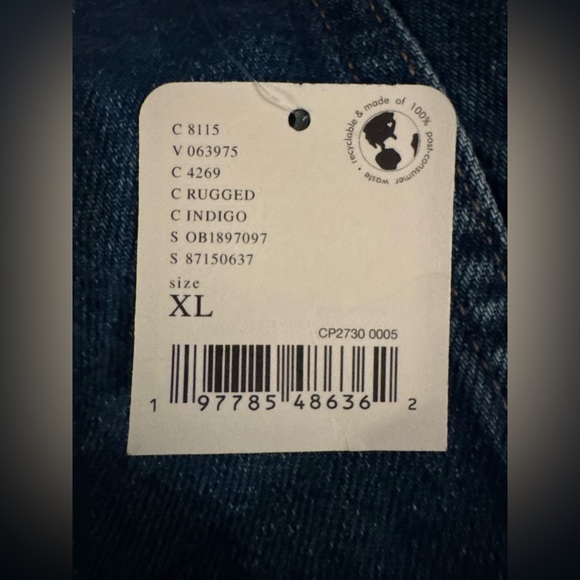 C 8115
V 063975
C 4269
C RUGGED
C INDIGO
S OB1897097
S 87150637
size
XL
recyclable & made of 100% post-consumer waste •
CP2730 0005
1 97785 48636 2